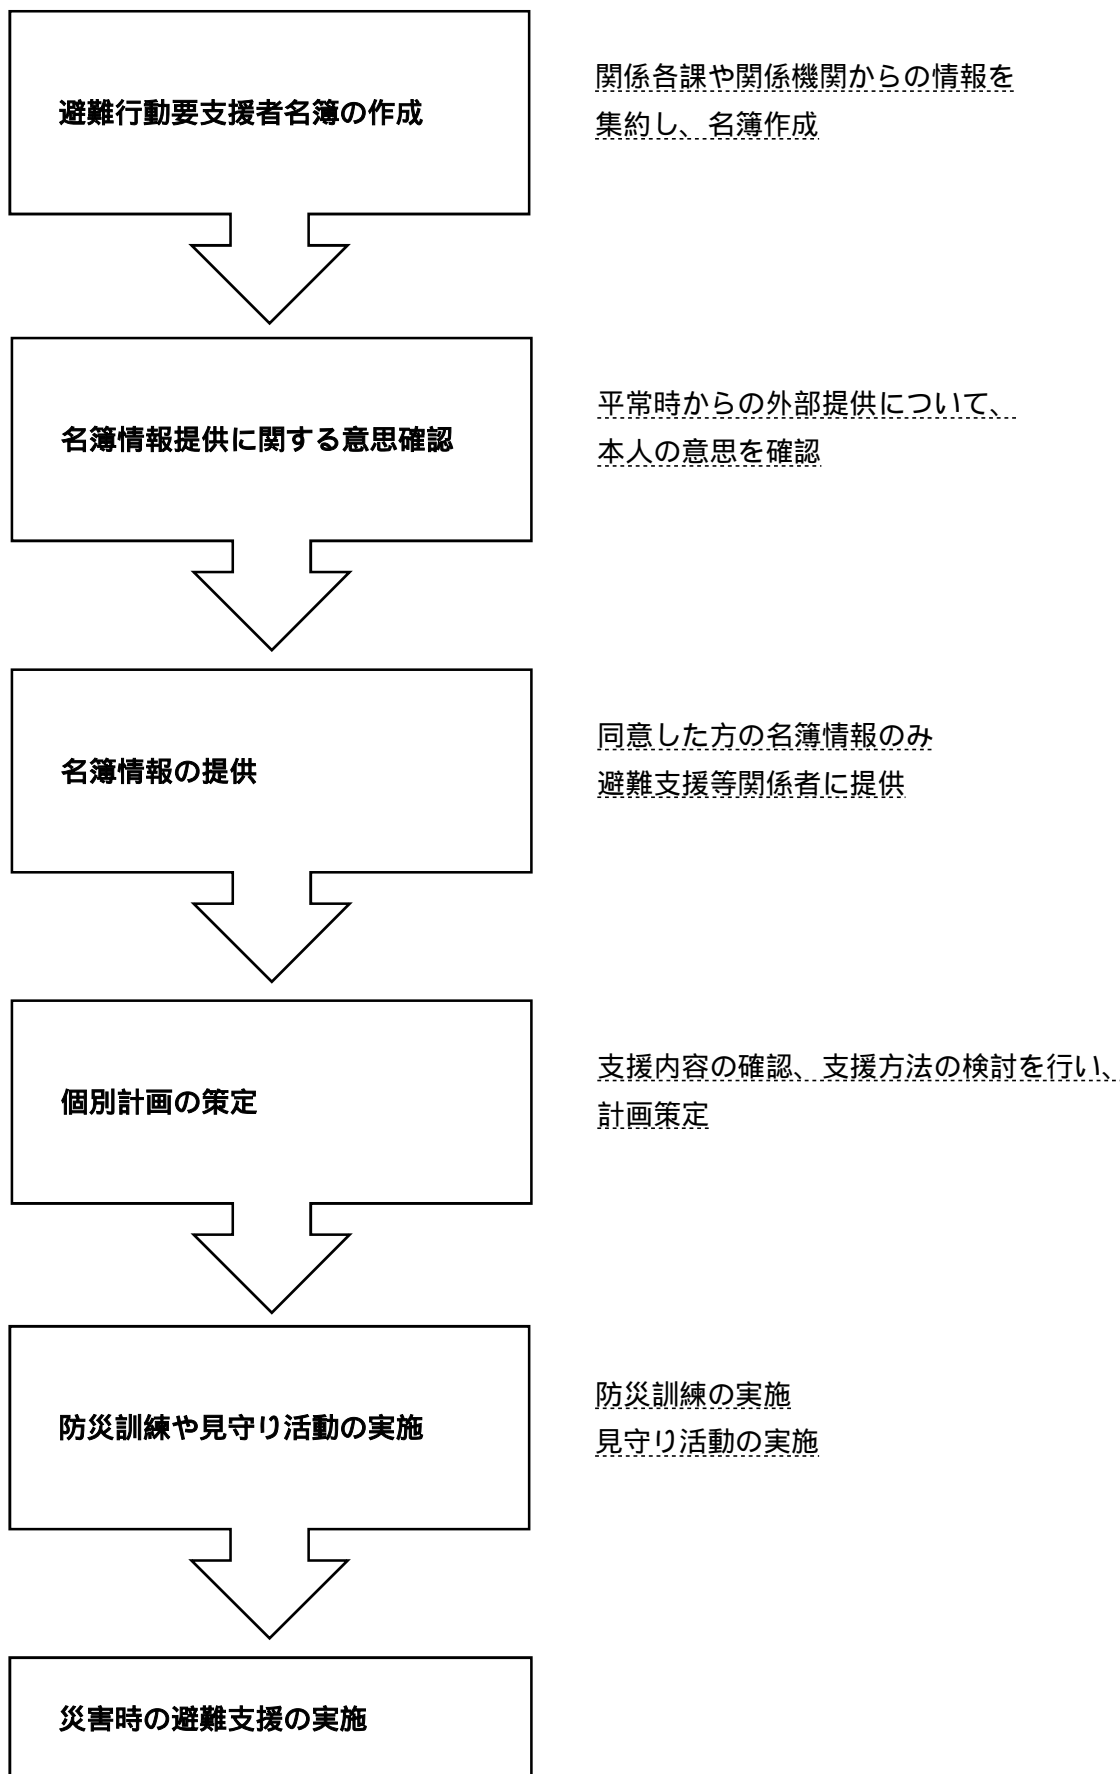 避難行動要支援者名簿の作成
関係各課や関係機関からの情報を
集約し、名簿作成
名簿情報提供に関する意思確認
平常時からの外部提供について、
本人の意思を確認
名簿情報の提供
同意した方の名簿情報のみ
避難支援等関係者に提供
個別計画の策定
支援内容の確認、支援方法の検討を行い、
計画策定
防災訓練や見守り活動の実施
防災訓練の実施
見守り活動の実施
災害時の避難支援の実施